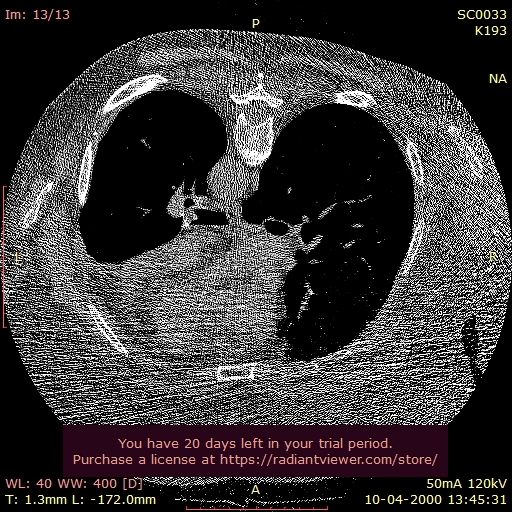 Im: 13/13
P
SC0033
K193
NA
L
R
You have 20 days left in your trial period.
Purchase a license at https://radiantviewer.com/store/
WL: 40 WW: 400 [D]
T: 1.3mm L: -172.0mm
A
50mA 120kV
10-04-2000 13:45:31